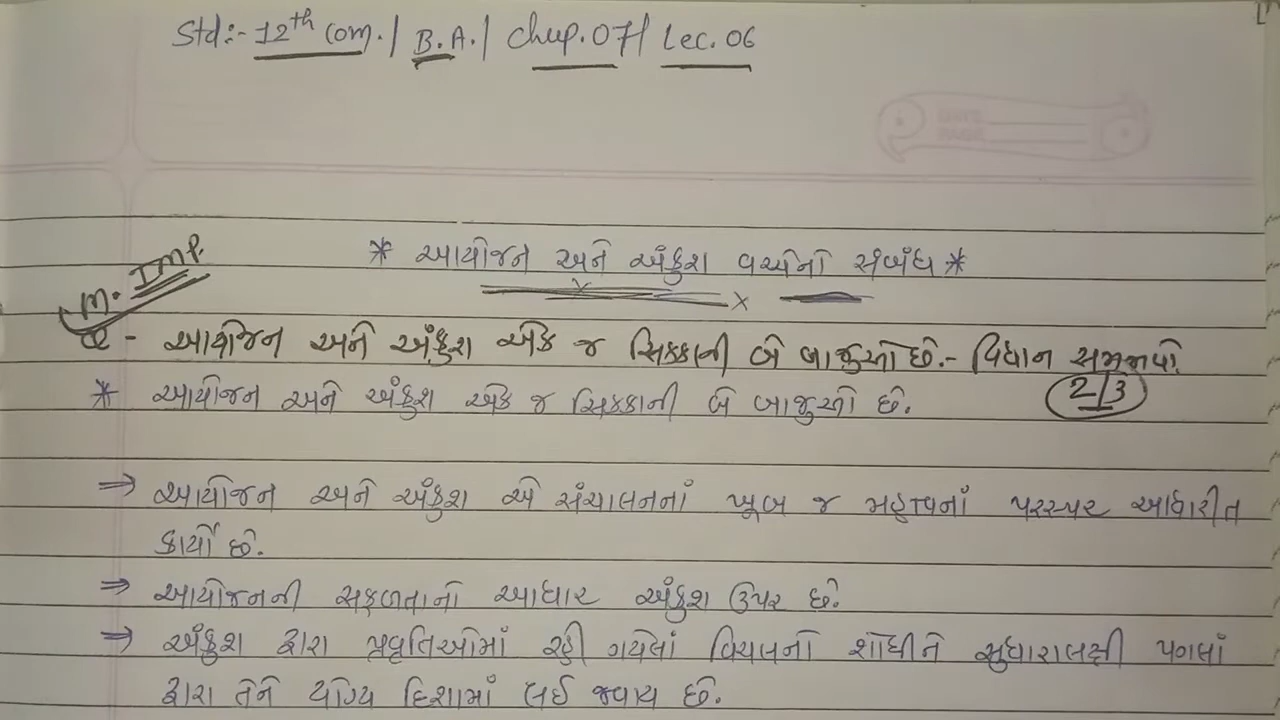 Std:- 12th com. / B.A. / Chap. 07 / Lec. 06
* આયોજન અને અંકુશ વચ્ચેનો સંબંધ *
M. IMP.
આયોજન અને અંકુશ એક જ સિક્કાની બે બાજુઓ છે. - વિધાન સમજાવો.
* આયોજન અને અંકુશ એક જ સિક્કાની બે બાજુઓ છે.
2/3
⇒ આયોજન અને અંકુશ એ સંચાલનનાં ખૂબ જ મહત્વનાં પરસ્પર આધારીત
કાર્યો છે.
⇒ આયોજનની સફળતાનો આધાર અંકુશ ઉપર છે.
⇒ અંકુશ દ્વારા પ્રવૃત્તિઓમાં રહી ગયેલાં વિચલનો શોધીને સુધારાલક્ષી પગલાં
દ્વારા તેને યોગ્ય દિશામાં લઈ જવાય છે.